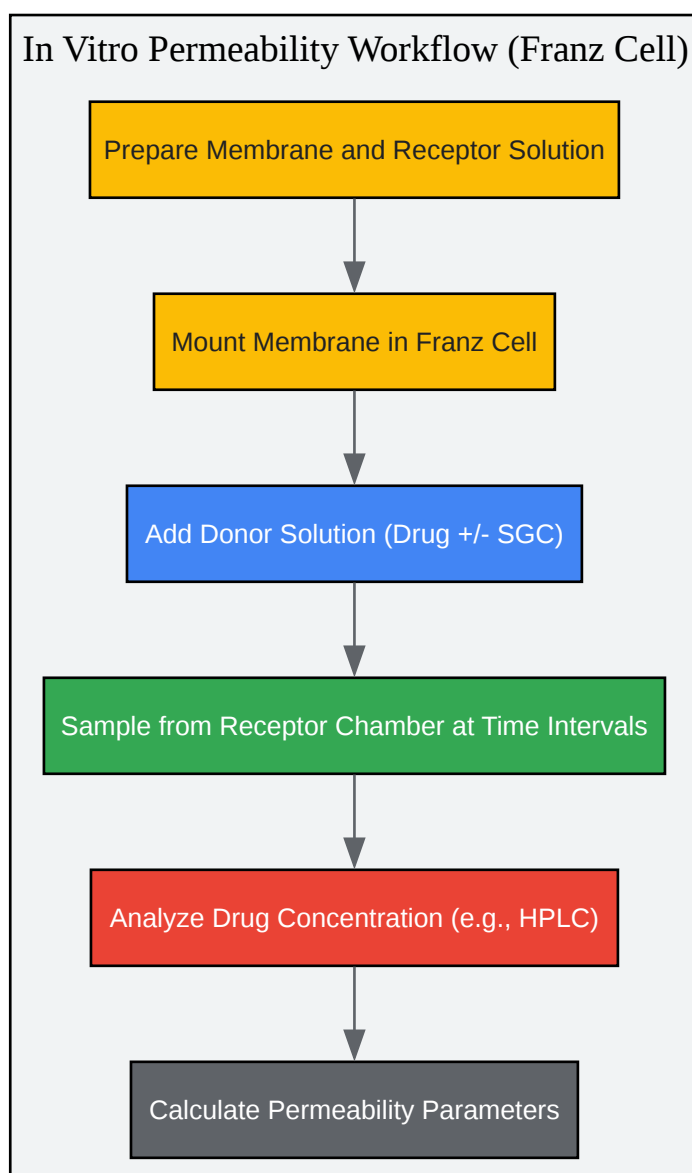 In Vitro Permeability Workflow (Franz Cell)
Prepare Membrane and Receptor Solution
Mount Membrane in Franz Cell
Add Donor Solution (Drug +/- SGC)
Sample from Receptor Chamber at Time Intervals
Analyze Drug Concentration (e.g., HPLC)
Calculate Permeability Parameters